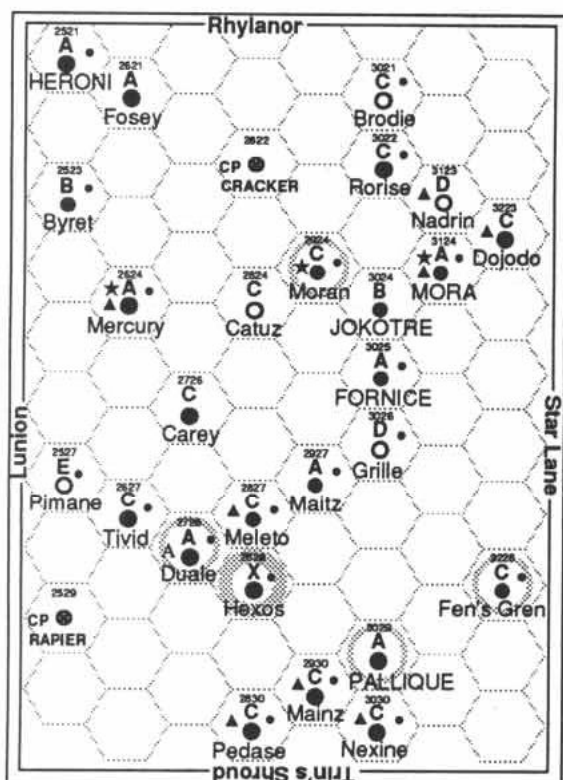 Rhylanor
2521
A
HERONI
2621
A
Fosey
3021
C
Brodie
2822
CP
CRACKER
3022
C
Rorise
2523
B
Byret
3123
D
Nadrin
3223
C
Dojodo
2924
C
Moran
3124
A
MORA
2624
A
Mercury
2824
C
Catuz
3024
B
JOKOTRE
3025
A
FORNICE
2726
C
Carey
3026
D
Grille
Lunion
Star Lane
2527
E
Pimane
2927
A
Maitz
2627
C
Tivid
2827
C
Meleto
2728
A
A
Duale
2828
X
Hexos
3228
C
Fen's Gren
2529
CP
RAPIER
3029
A
PALLIQUE
2930
C
Mainz
2830
C
Pedase
3030
C
Nexine
Trin's Shroud